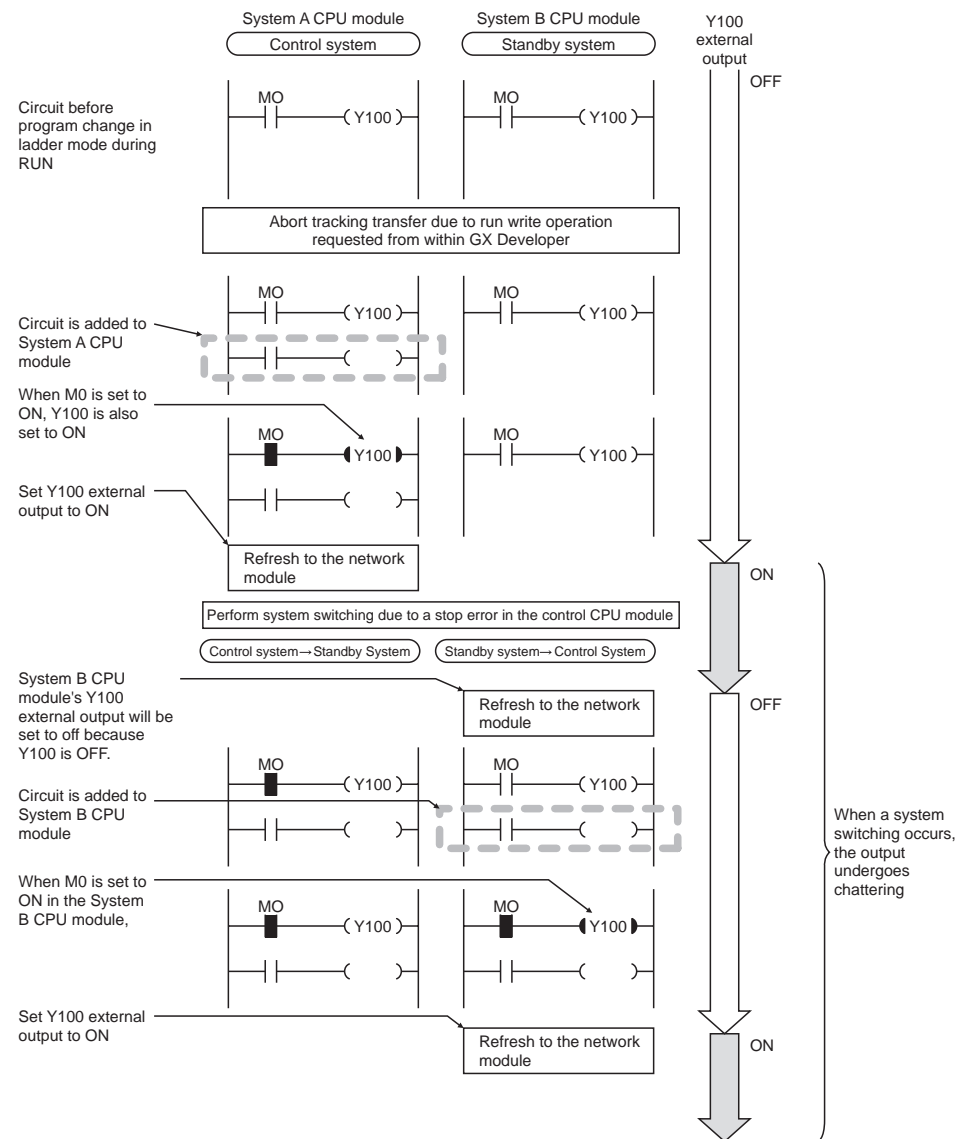 System A CPU module
System B CPU module
Y100
external
output
Control system
Standby system
OFF
Circuit before
program change in
ladder mode during
RUN
MO
Y100
MO
Y100
Abort tracking transfer due to run write operation
requested from within GX Developer
MO
Y100
MO
Y100
Circuit is added to
System A CPU
module
When M0 is set to
ON, Y100 is also
set to ON
MO
Y100
MO
Y100
Set Y100 external
output to ON
Refresh to the network
module
ON
Perform system switching due to a stop error in the control CPU module
Control system→Standby System
Standby system→Control System
System B CPU
module's Y100
external output will be
set to off because
Y100 is OFF.
Refresh to the network
module
OFF
MO
Y100
MO
Y100
Circuit is added to
System B CPU
module
When a system
switching occurs,
the output
undergoes
chattering
When M0 is set to
ON in the System
B CPU module,
MO
Y100
MO
Y100
Set Y100 external
output to ON
Refresh to the network
module
ON